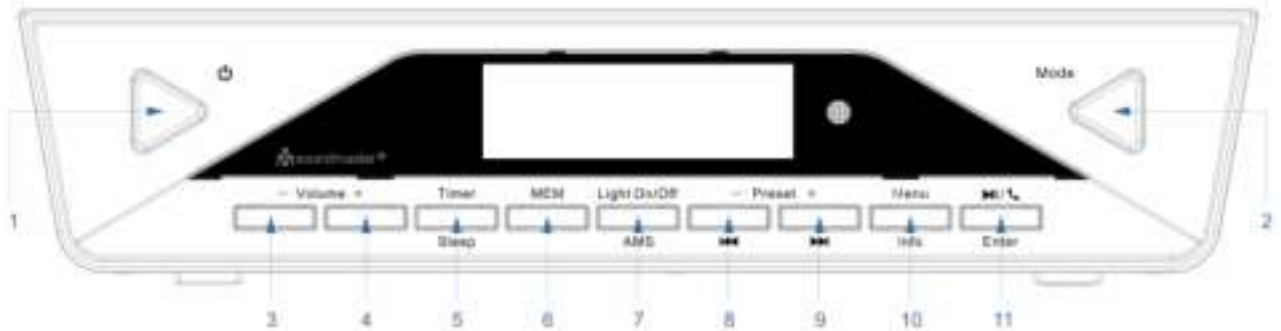 ⏻
Mode
soundmaster®
− Volume +
Timer
MEM
Light On/Off
− Preset +
Menu
⏯/📞
Sleep
AMS
⏮
⏭
Info
Enter
1
2
3
4
5
6
7
8
9
10
11